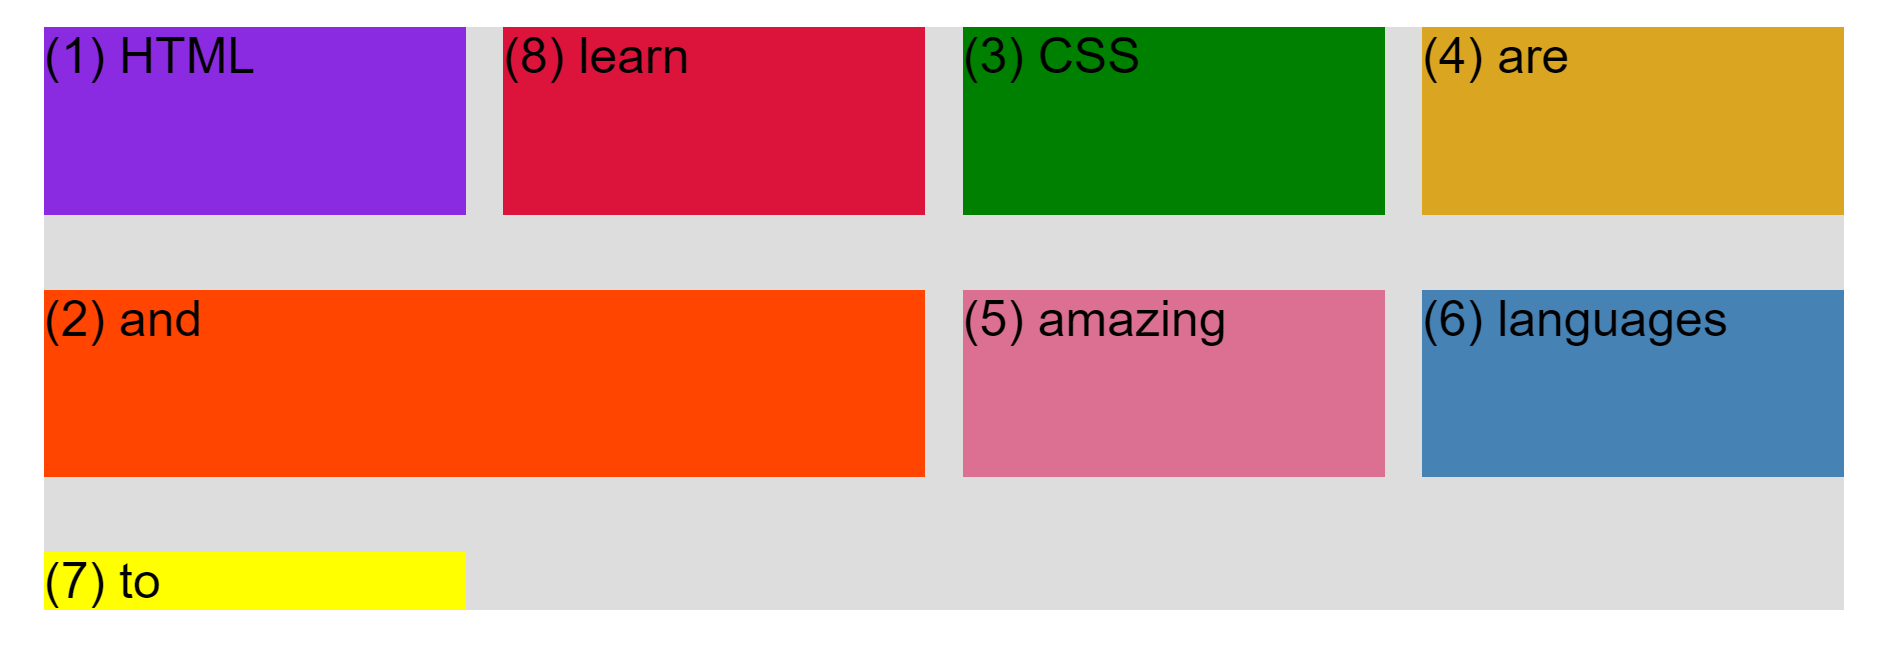 (1) HTML
(8) learn
(3) CSS
(4) are
(2) and
(5) amazing
(6) languages
(7) to